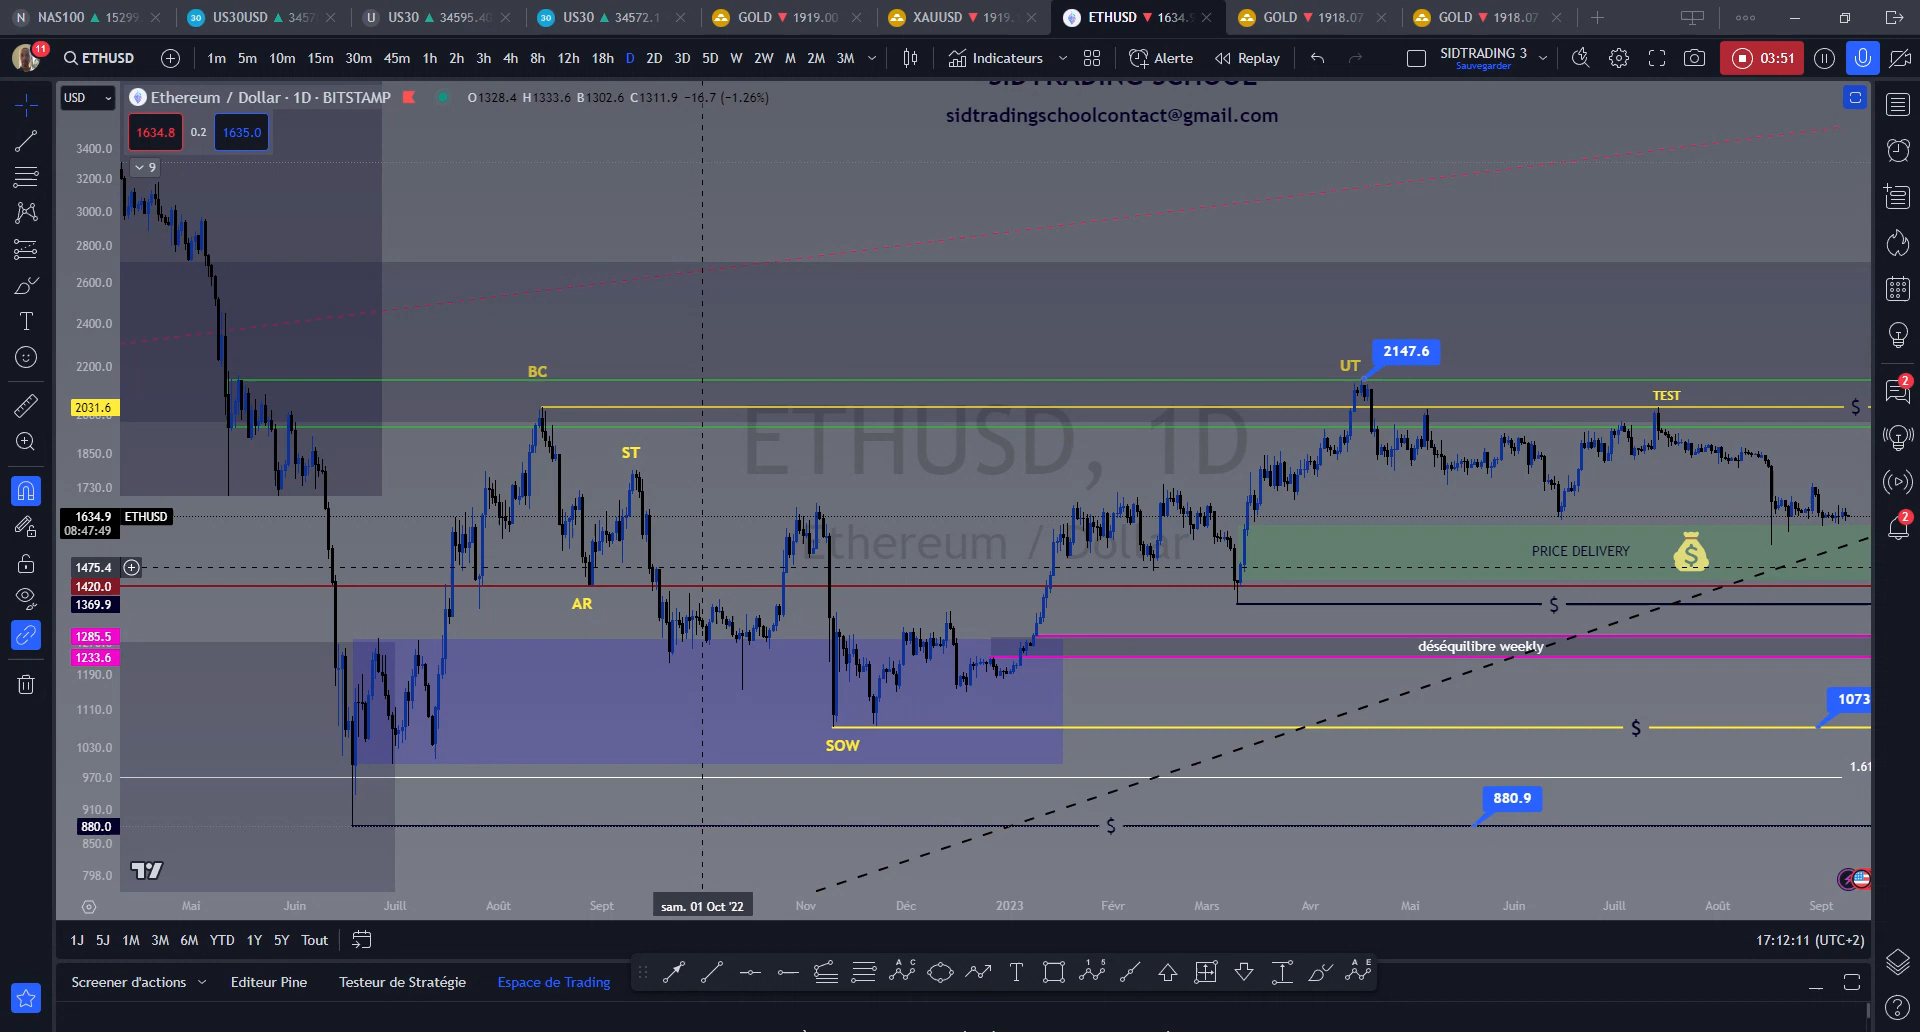 NAS100 ▲ 15299
US30USD ▲ 3457
US30 ▲ 34595.40
US30 ▲ 34572.1
GOLD ▼ 1919.00
XAUUSD ▼ 1919.
ETHUSD ▼ 1634.9
GOLD ▼ 1918.07
GOLD ▼ 1918.07
11
ETHUSD
1m 5m 10m 15m 30m 45m 1h 2h 3h 4h 8h 12h 18h D 2D 3D 5D W 2W M 2M 3M
Indicateurs
Alerte
Replay
SIDTRADING 3
Sauvegarder
03:51
USD
Ethereum / Dollar · 1D · BITSTAMP
O1328.4 H1333.6 B1302.6 C1311.9 −16.7 (−1.26%)
SIDTRADING SCHOOL
sidtradingschoolcontact@gmail.com
1634.8 0.2 1635.0
9
3400.0
3200.0
3000.0
2800.0
2600.0
2400.0
2200.0
2031.6
1850.0
1730.0
1634.9 ETHUSD
08:47:49
1475.4
1420.0
1369.9
1285.5
1233.6
1190.0
1110.0
1030.0
970.0
910.0
880.0
850.0
798.0
ETHUSD, 1D
Ethereum / Dollar
BC
ST
AR
SOW
UT
2147.6
TEST
$
PRICE DELIVERY
$
$
déséquilibre weekly
1073
$
1.61
880.9
$
Mai Juin Juill Août Sept sam. 01 Oct '22 Nov Déc 2023 Févr Mars Avr Mai Juin Juill Août Sept
1J 5J 1M 3M 6M YTD 1Y 5Y Tout
17:12:11 (UTC+2)
Screener d'actions
Editeur Pine
Testeur de Stratégie
Espace de Trading
2
2